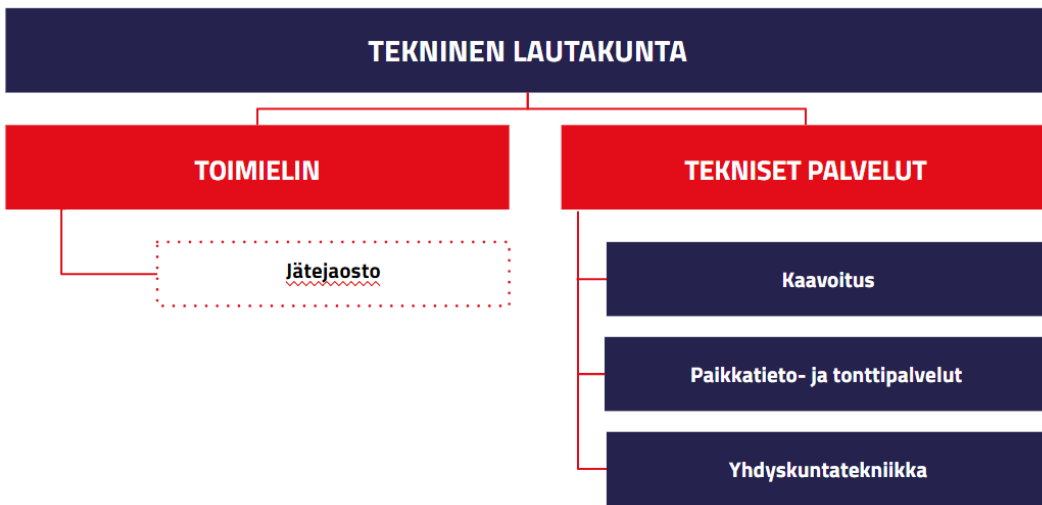 TEKNINEN LAUTAKUNTA
TOIMIELIN
TEKNISET PALVELUT
Jätejaosto
Kaavoitus
Paikkatieto- ja tonttipalvelut
Yhdyskuntatekniikka